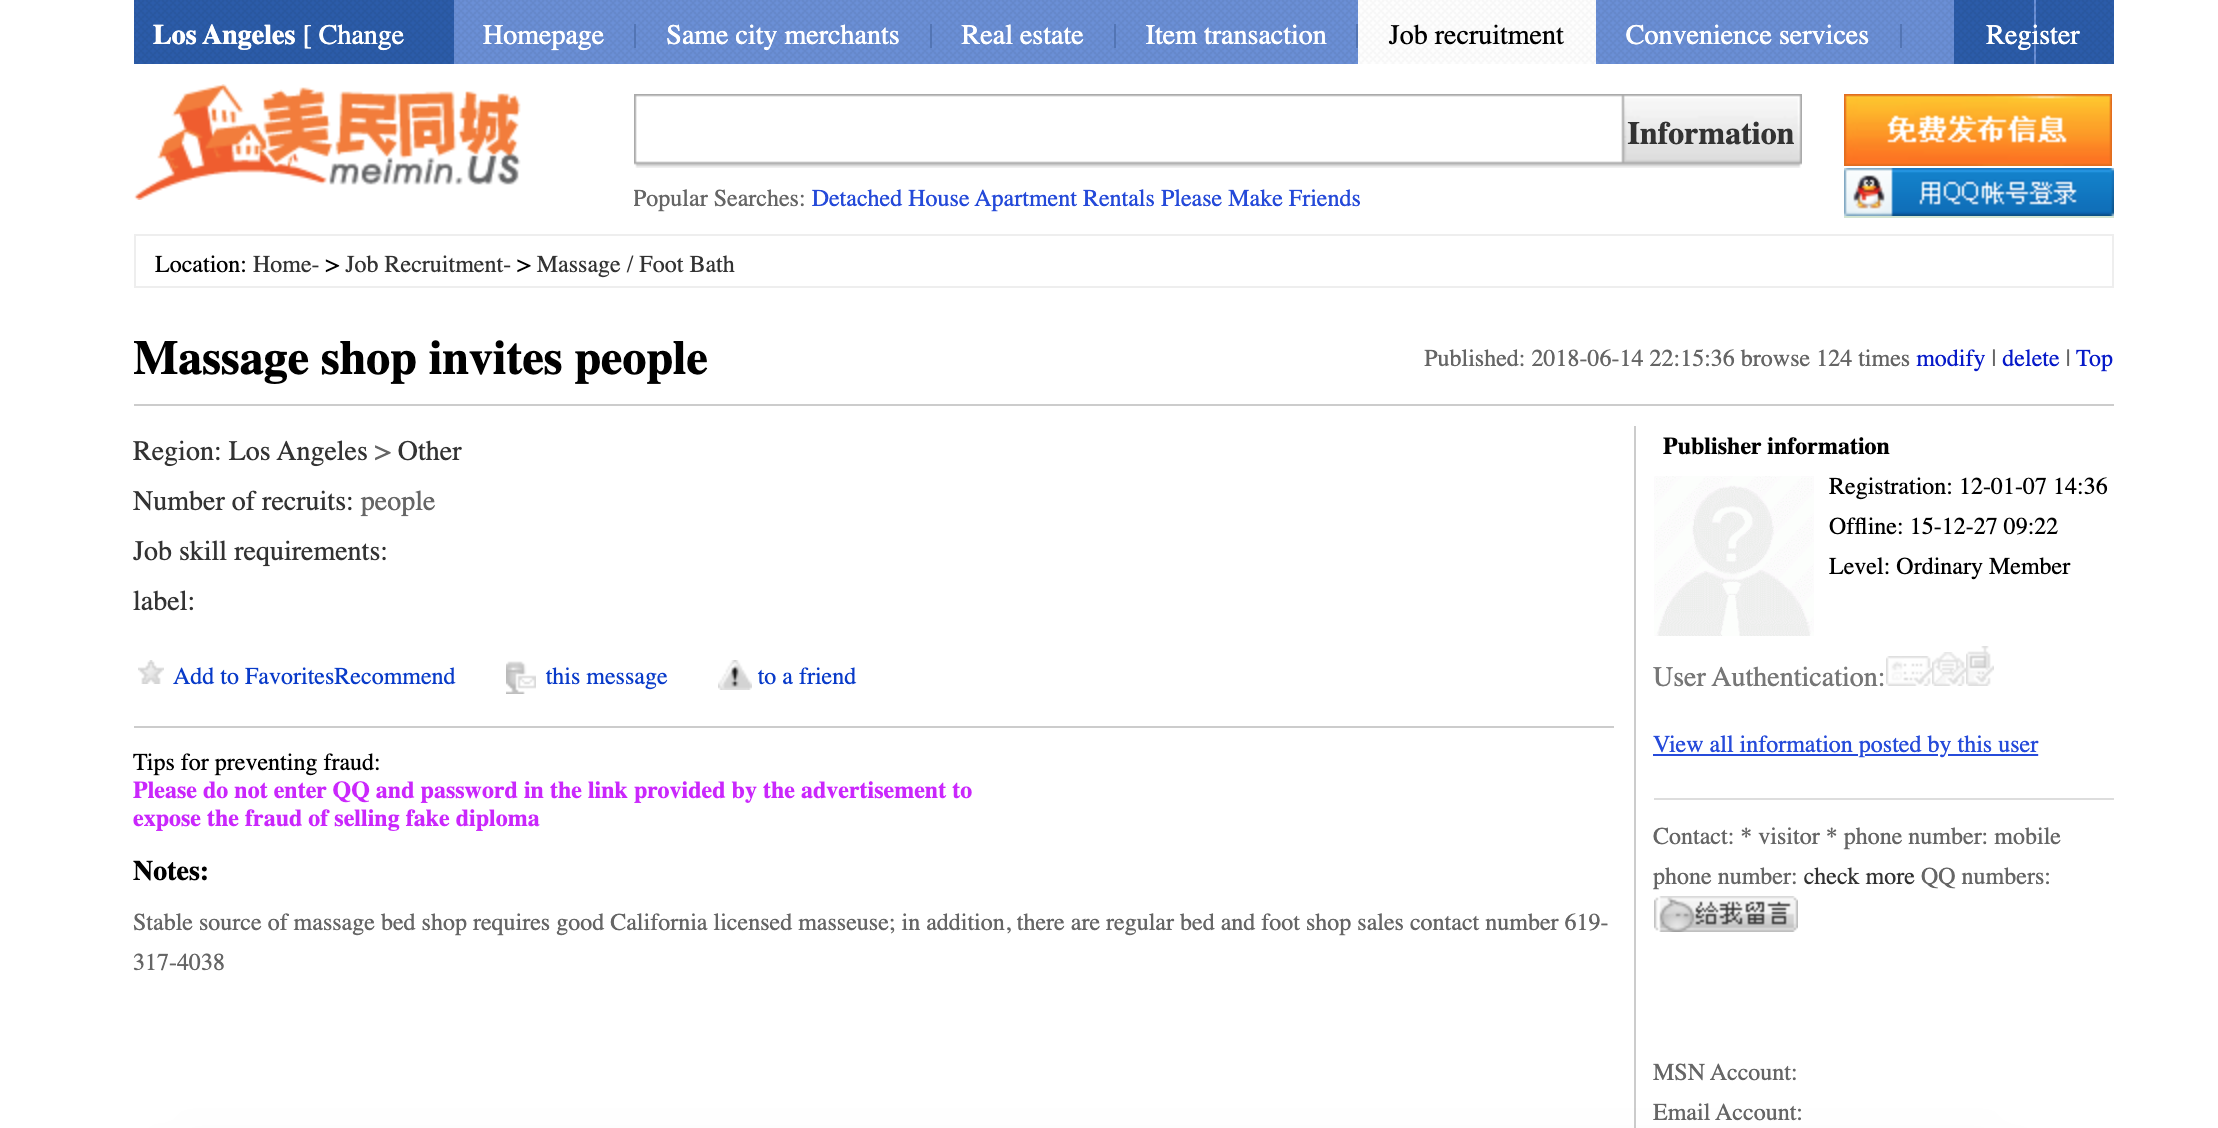 Los Angeles [ Change
Homepage
Same city merchants
Real estate
Item transaction
Job recruitment
Convenience services
Register
美民同城
meimin.US
Information
免费发布信息
用QQ帐号登录
Popular Searches: Detached House Apartment Rentals Please Make Friends
Location: Home- > Job Recruitment- > Massage / Foot Bath
Massage shop invites people
Published: 2018-06-14 22:15:36 browse 124 times modify | delete | Top
Region: Los Angeles > Other
Number of recruits: people
Job skill requirements:
label:
Add to FavoritesRecommend
this message
to a friend
Tips for preventing fraud:
Please do not enter QQ and password in the link provided by the advertisement to
expose the fraud of selling fake diploma
Notes:
Stable source of massage bed shop requires good California licensed masseuse; in addition, there are regular bed and foot shop sales contact number 619-
317-4038
Publisher information
Registration: 12-01-07 14:36
Offline: 15-12-27 09:22
Level: Ordinary Member
User Authentication:
View all information posted by this user
Contact: * visitor * phone number: mobile
phone number: check more QQ numbers:
给我留言
MSN Account:
Email Account: